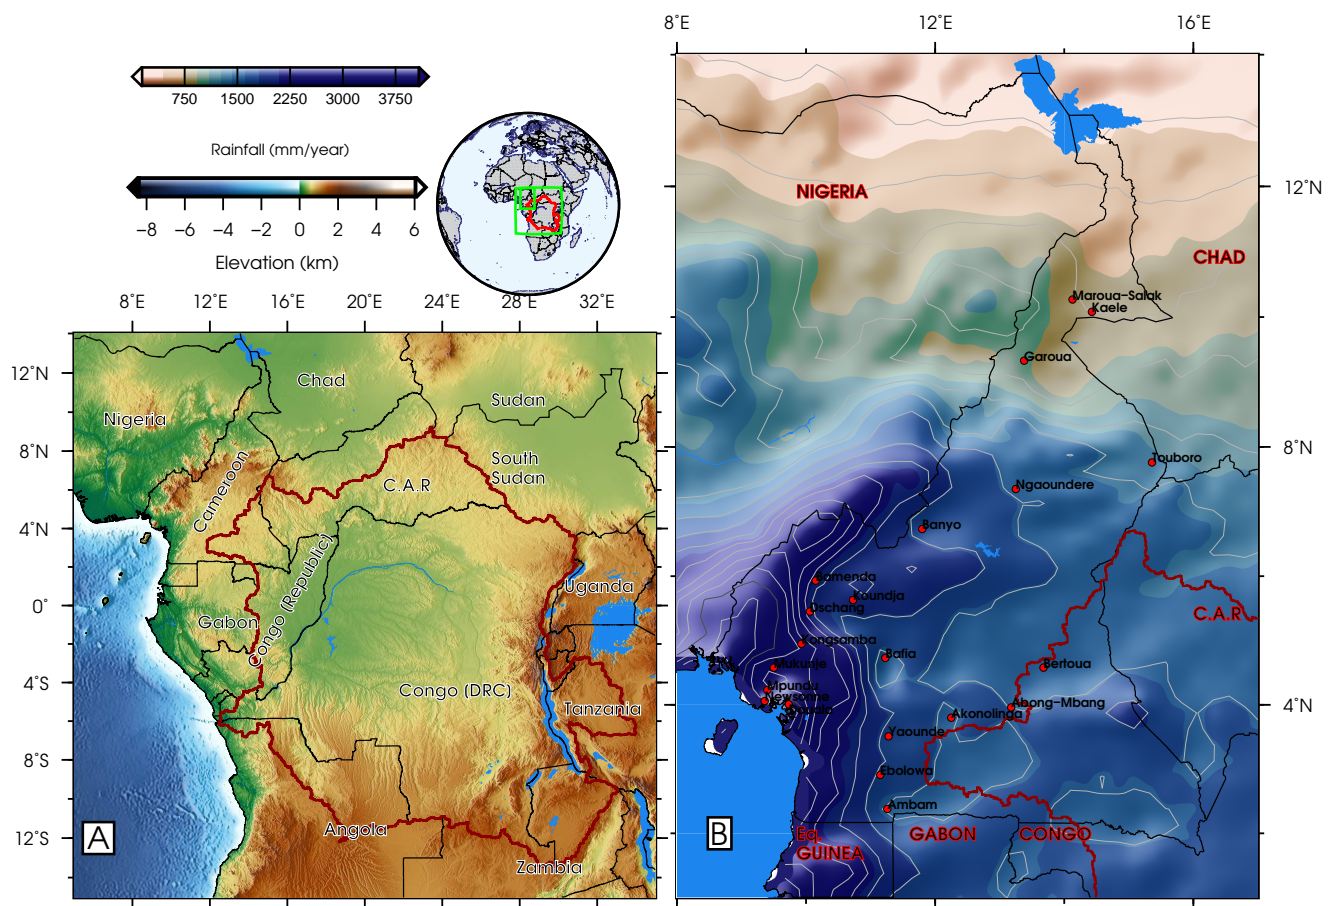 8°E 12°E 16°E
750 1500 2250 3000 3750
Rainfall (mm/year)
−8 −6 −4 −2 0 2 4 6
Elevation (km)
8°E 12°E 16°E 20°E 24°E 28°E 32°E
12°N
8°N
4°N
0°
4°S
8°S
12°S
Chad
Sudan
Nigeria
South
Sudan
C.A.R
Cameroon
Congo (Republic)
Uganda
Gabon
Congo (DRC)
Tanzania
Angola
Zambia
A
12°N
8°N
4°N
NIGERIA
CHAD
Maroua−Salak
Kaele
Garoua
Touboro
Ngaoundere
Banyo
Bamenda
Koundja
Dschang
C.A.R
Kongsamba
Bafia
Mukunje
Bertoua
Mpundu
Newsonne
Douala
Abong−Mbang
Akonolinga
Yaounde
Ebolowa
Ambam
B
Eq.
GUINEA
GABON
CONGO